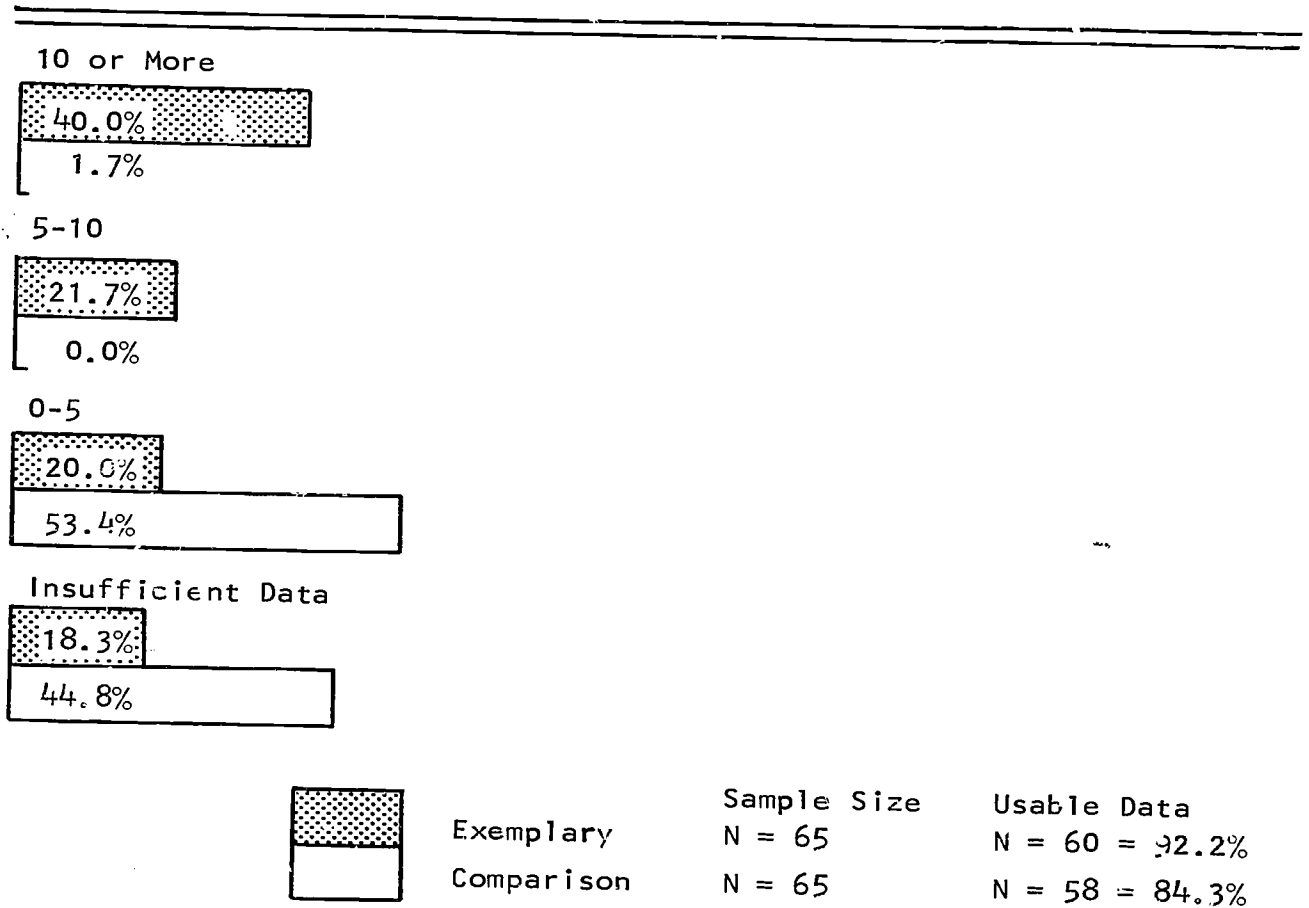 10 or More
40.0%
1.7%
5-10
21.7%
0.0%
0-5
20.0%
53.4%
Insufficient Data
18.3%
44.8%
Sample Size Usable Data
Exemplary N = 65 N = 60 = 92.2%
Comparison N = 65 N = 58 = 84.3%